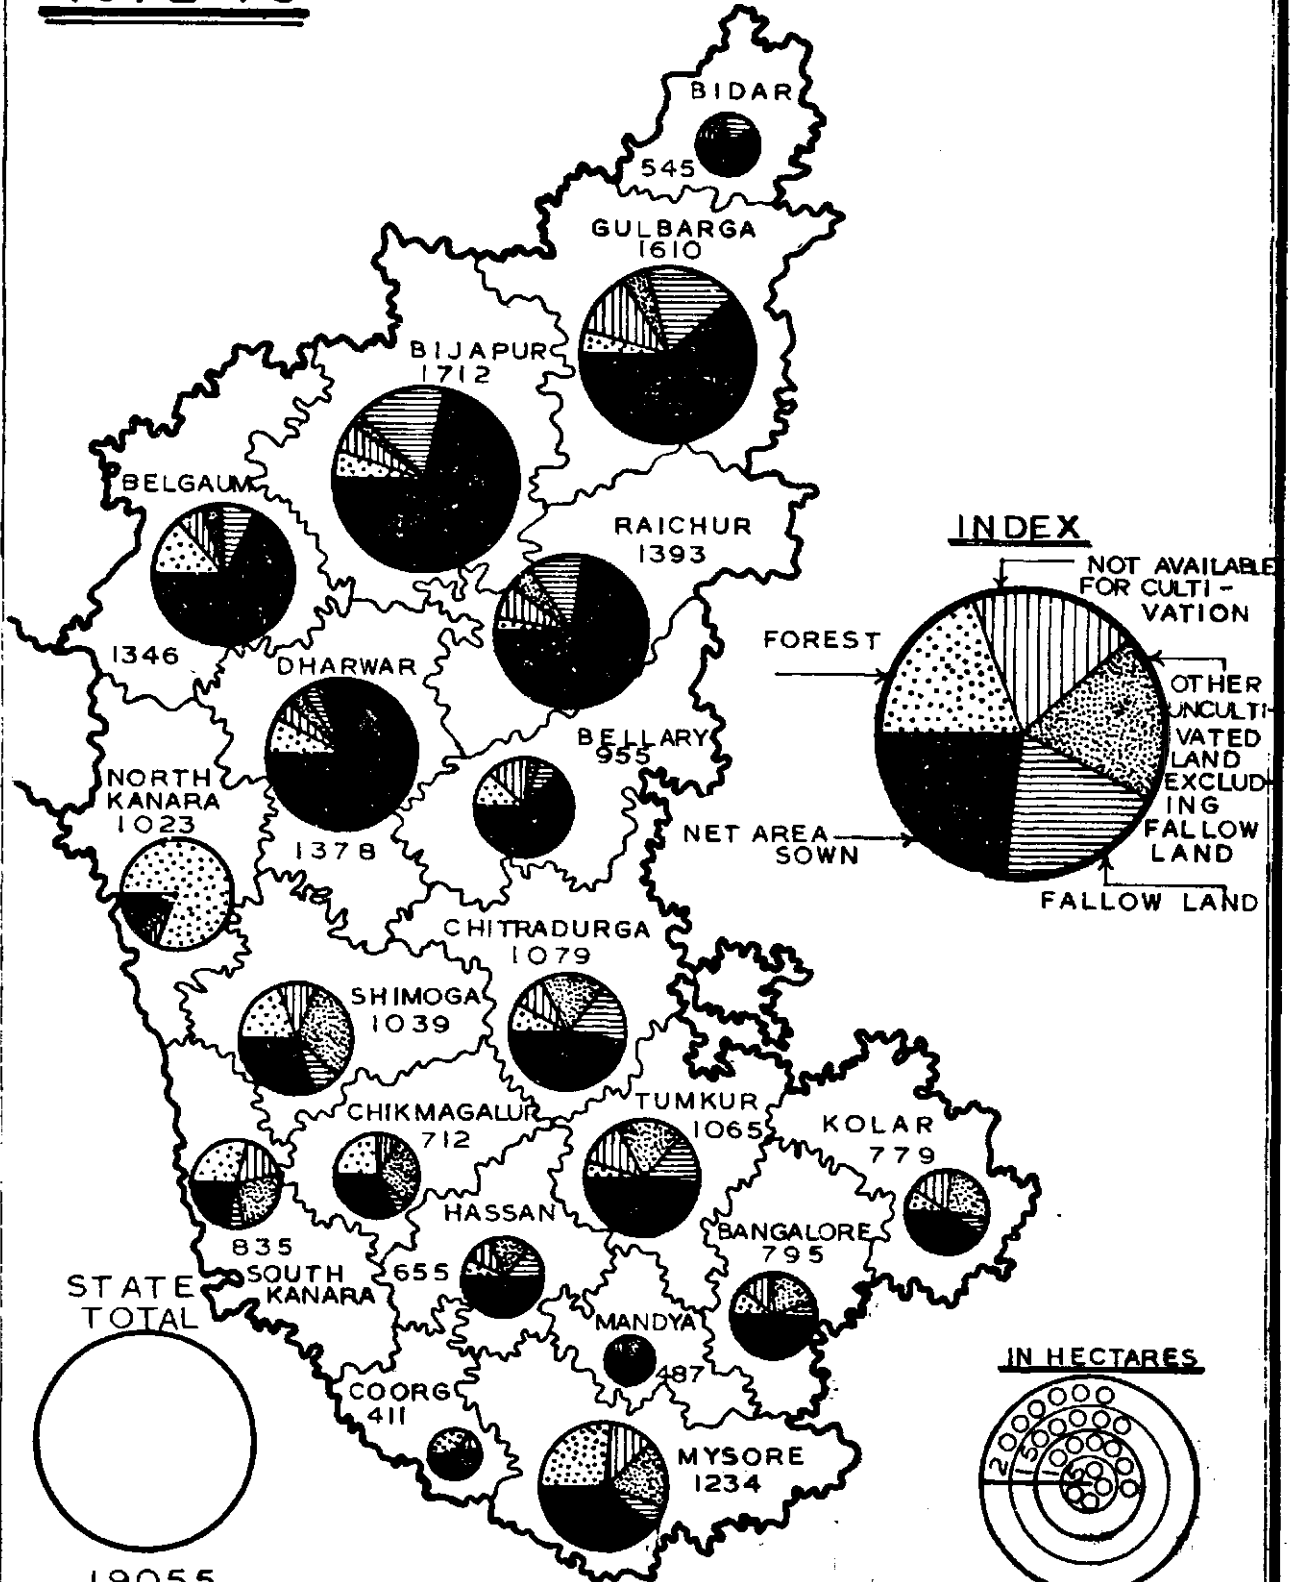 BIDAR
545
GULBARGA
1610
BIJAPUR
1712
BELGAUM
1346
RAICHUR
1393
INDEX
NOT AVAILABLE
FOR CULTI-
VATION
FOREST
OTHER
UNCULTI-
VATED
LAND
EXCLUD-
ING
FALLOW
LAND
NET AREA
SOWN
FALLOW LAND
DHARWAR
1378
BELLARY
955
NORTH
KANARA
1023
CHITRADURGA
1079
SHIMOGA
1039
CHIKMAGALUR
712
TUMKUR
1065
KOLAR
779
HASSAN
655
BANGALORE
795
835
SOUTH
KANARA
STATE
TOTAL
19055
MANDYA
487
COORG
411
MYSORE
1234
IN HECTARES